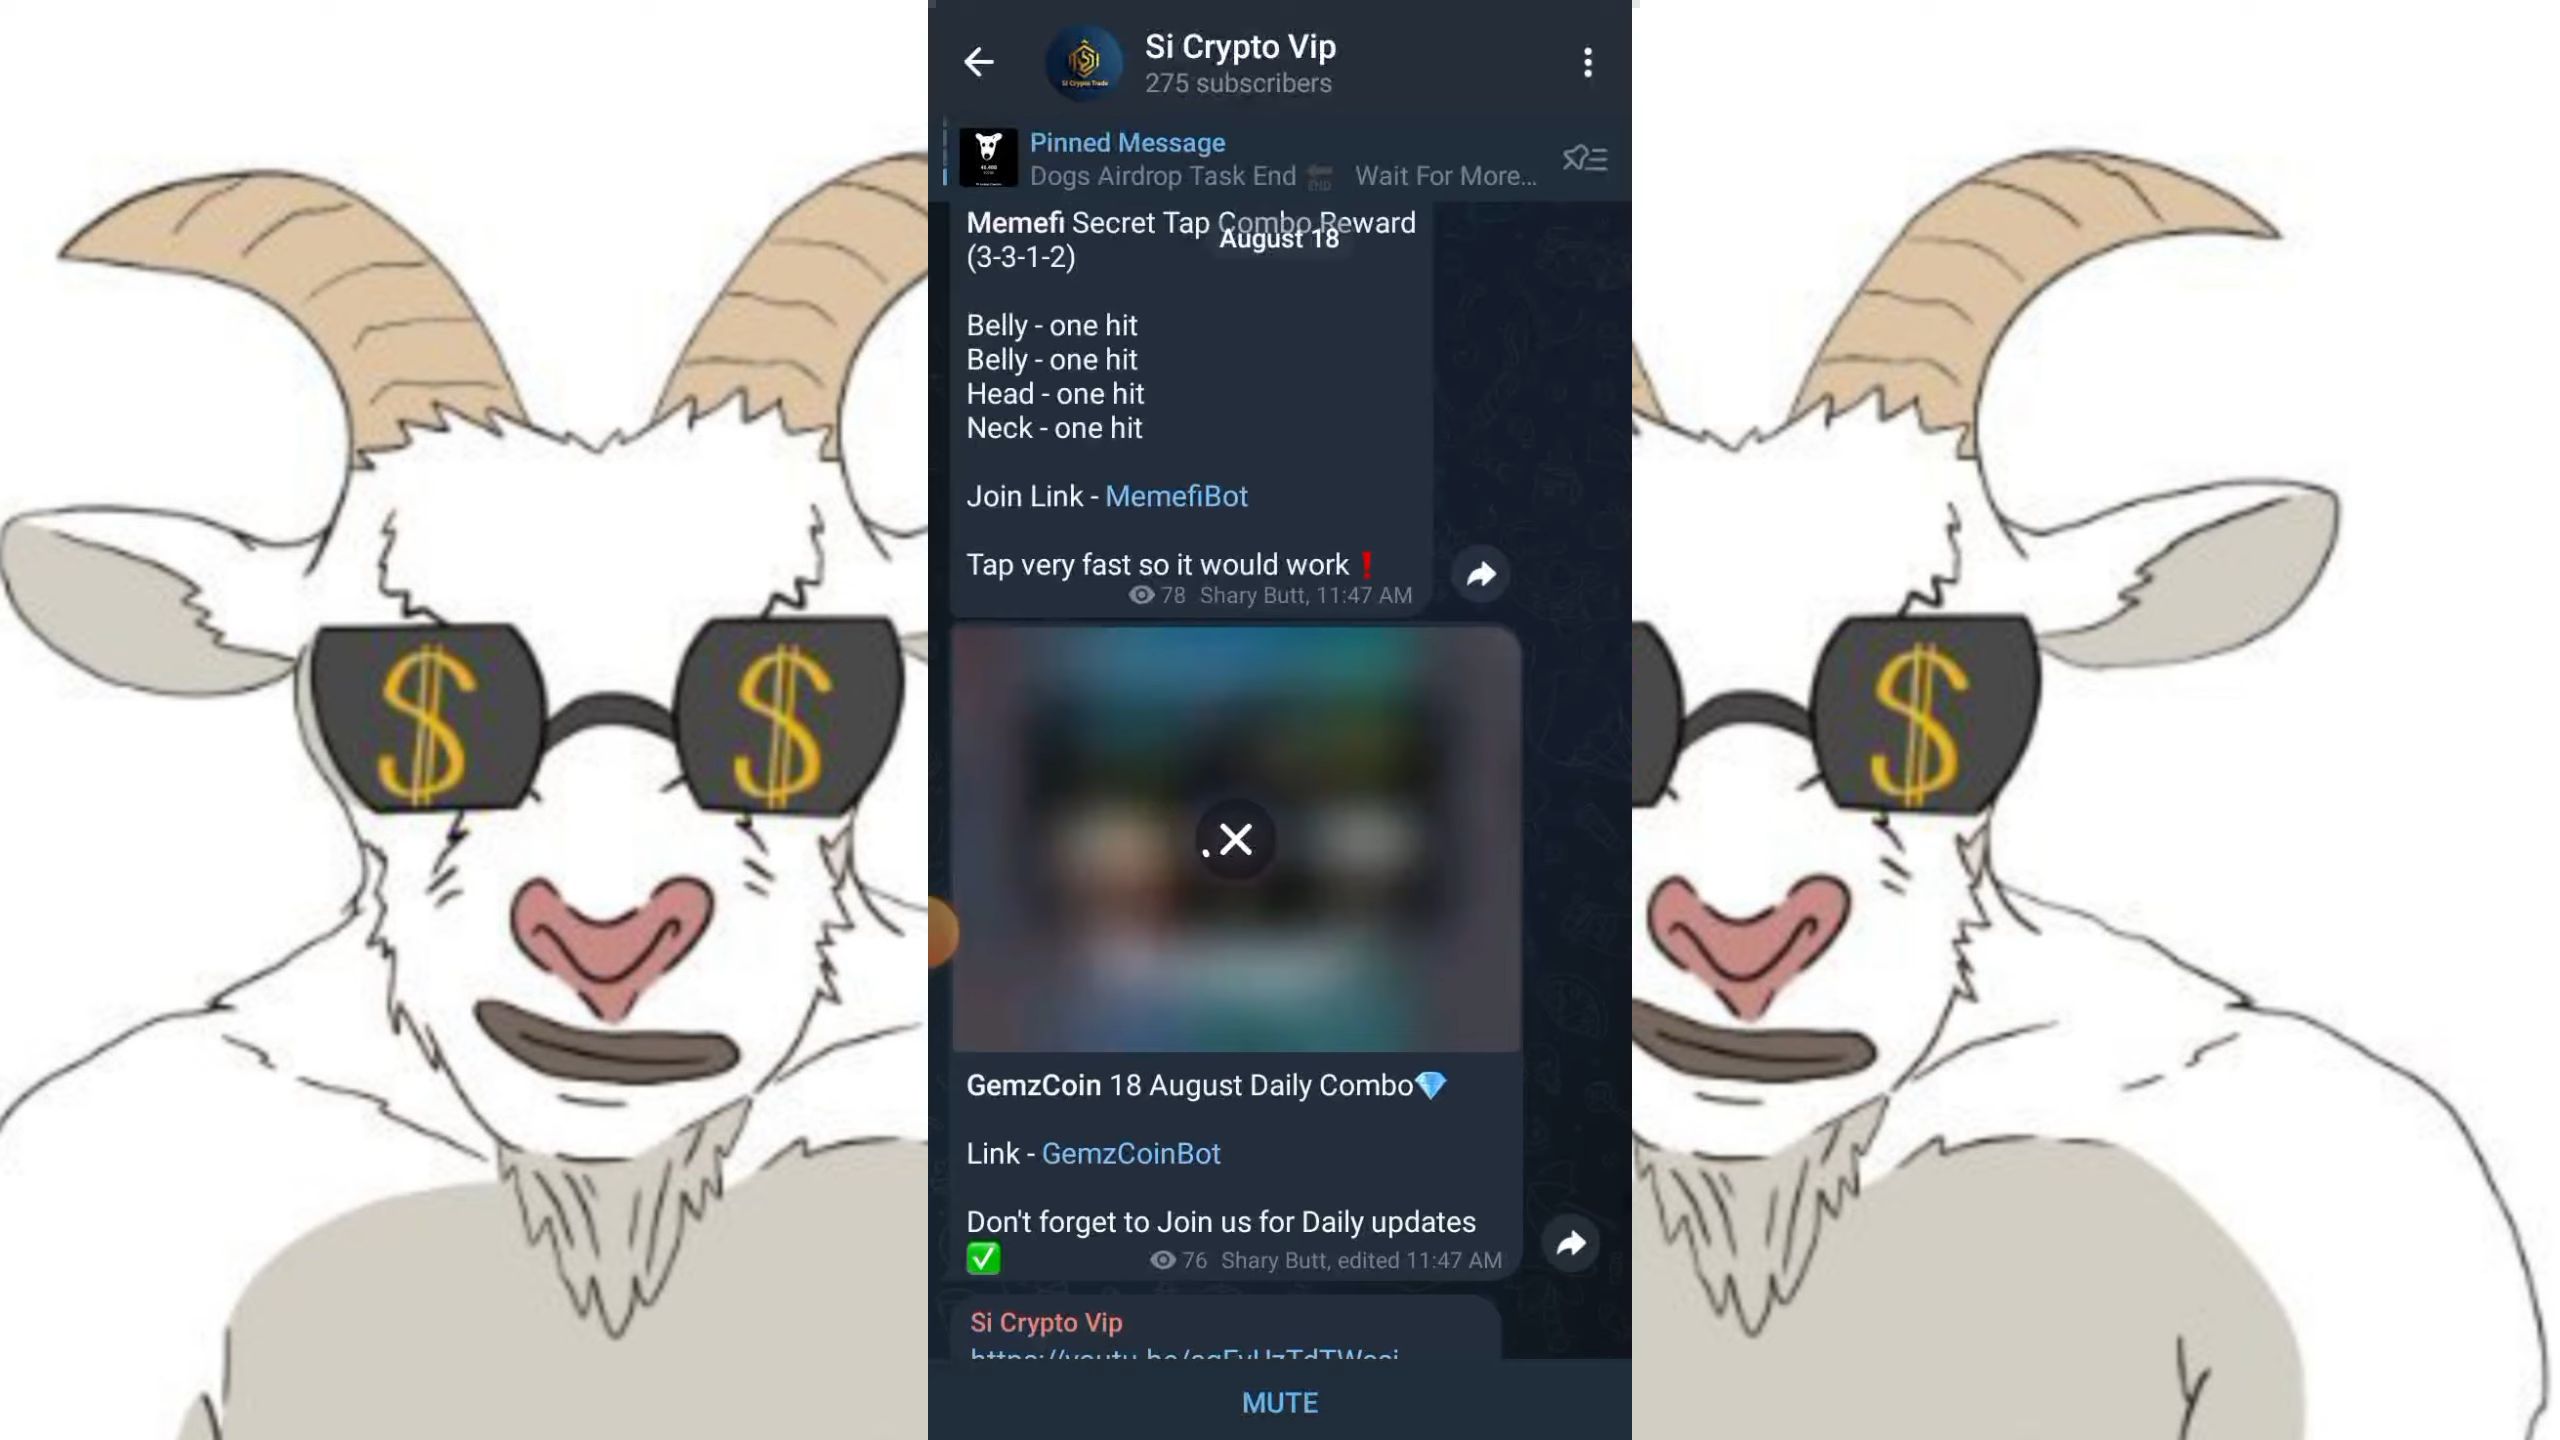 Si Crypto Vip
275 subscribers
Pinned Message
Dogs Airdrop Task End 🔚 Wait For More...
Memefi Secret Tap Combo Reward
August 18
(3-3-1-2)
Belly - one hit
Belly - one hit
Head - one hit
Neck - one hit
Join Link - MemefiBot
Tap very fast so it would work❗
78 Shary Butt, 11:47 AM
GemzCoin 18 August Daily Combo💎
Link - GemzCoinBot
Don't forget to Join us for Daily updates
✅ 76 Shary Butt, edited 11:47 AM
Si Crypto Vip
MUTE